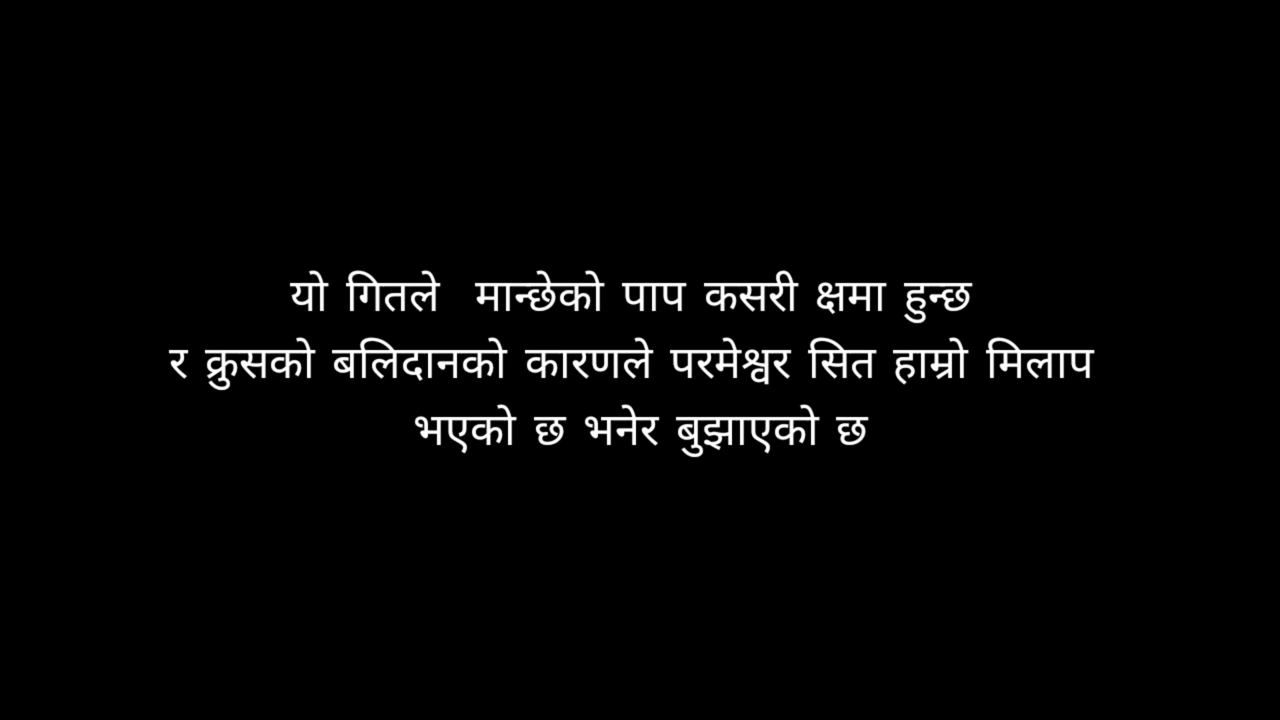 यो गितले  मान्छेको पाप कसरी क्षमा हुन्छ
र क्रुसको बलिदानको कारणले परमेश्वर सित हाम्रो मिलाप
भएको छ भनेर बुझाएको छ